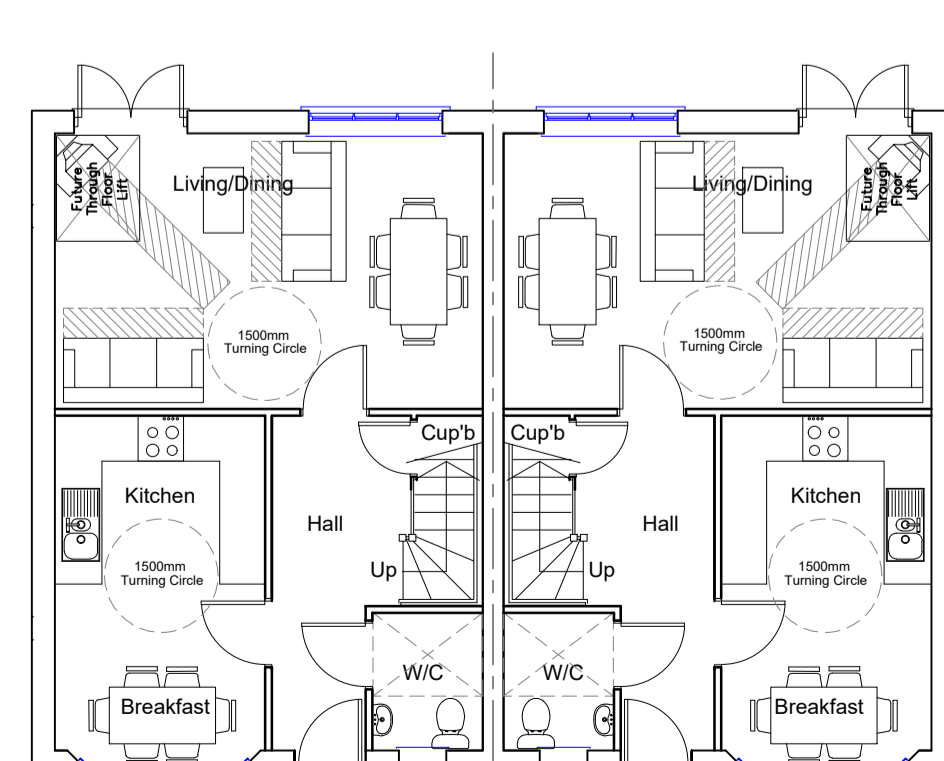 Future
Through
Floor
Lift
Living/Dining
Living/Dining
Future
Through
Floor
Lift
1500mm
Turning Circle
1500mm
Turning Circle
Cup'b
Cup'b
Kitchen
Hall
Hall
Kitchen
1500mm
Turning Circle
Up
Up
1500mm
Turning Circle
W/C
W/C
Breakfast
Breakfast